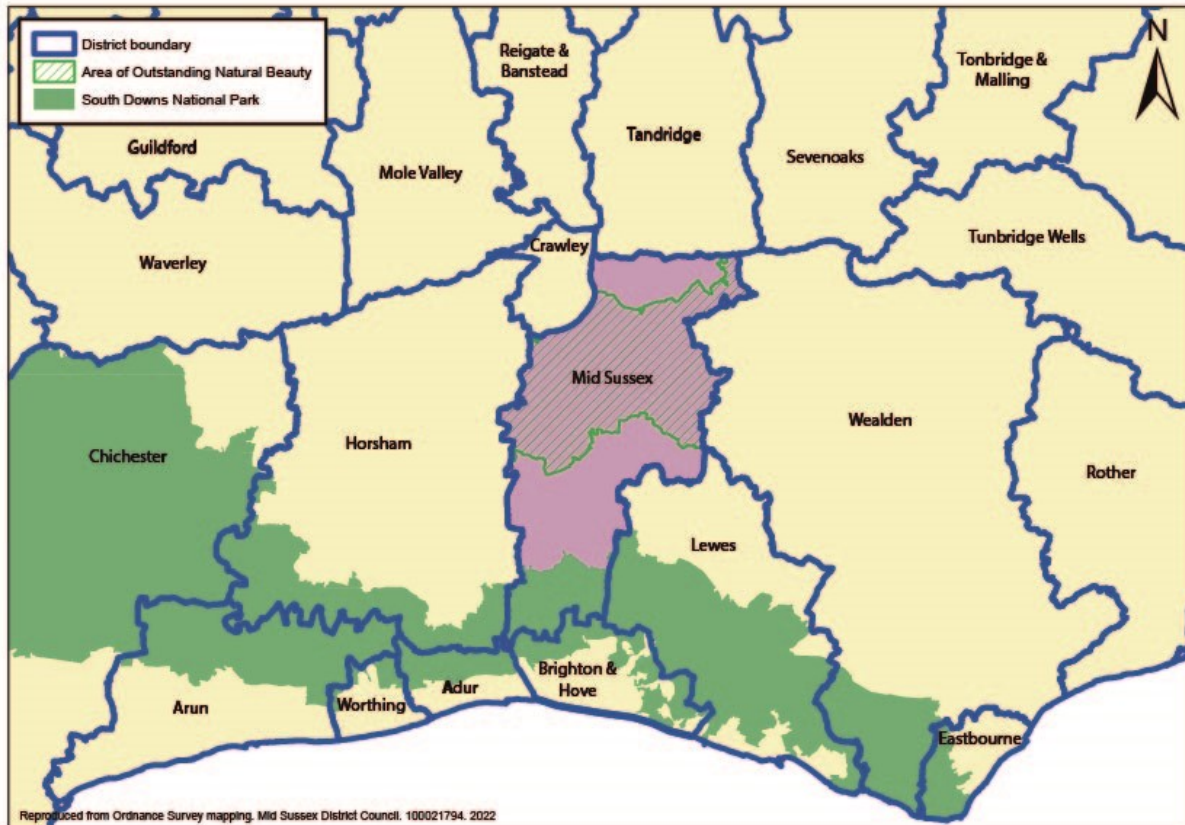 District boundary
Area of Outstanding Natural Beauty
South Downs National Park
N
Reigate &
Banstead
Tonbridge &
Malling
Guildford
Mole Valley
Tandridge
Sevenoaks
Waverley
Crawley
Tunbridge Wells
Mid Sussex
Chichester
Horsham
Wealden
Rother
Lewes
Arun
Worthing
Adur
Brighton &
Hove
Eastbourne
Reproduced from Ordnance Survey mapping. Mid Sussex District Council. 100021794. 2022